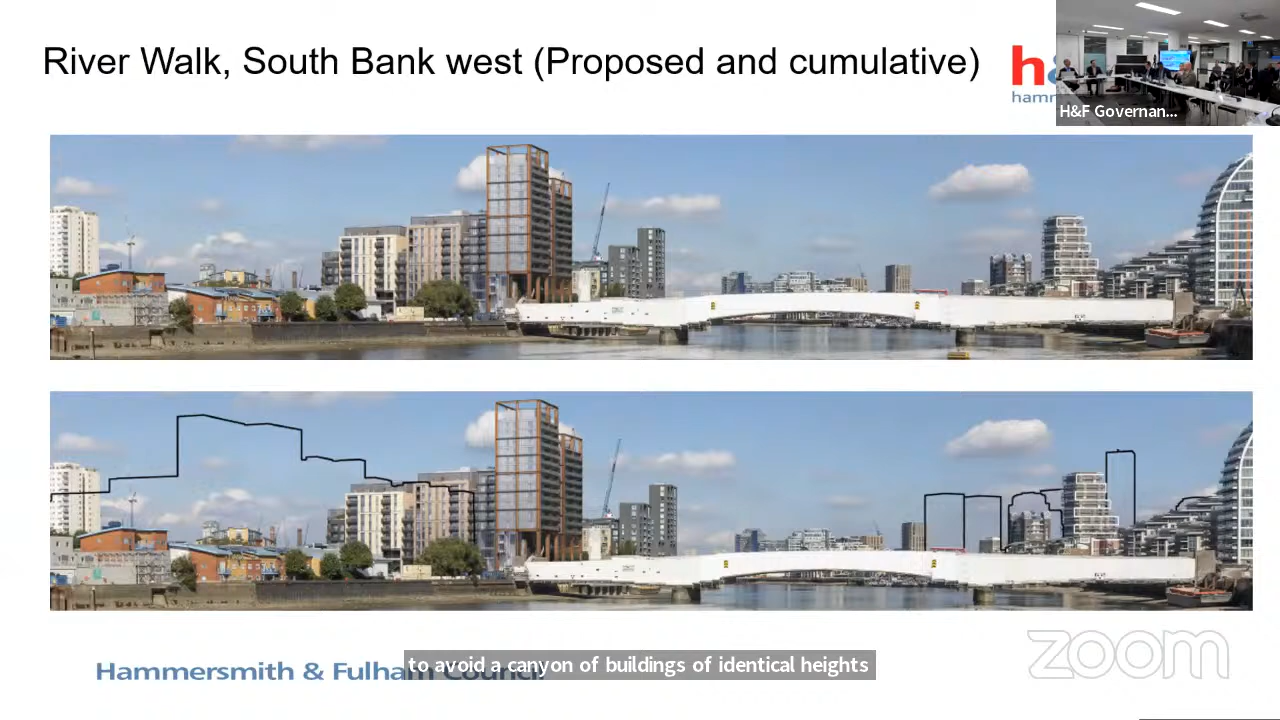 River Walk, South Bank west (Proposed and cumulative)
H&F Governan...
to avoid a canyon of buildings of identical heights
Hammersmith & Fulham Council
zoom